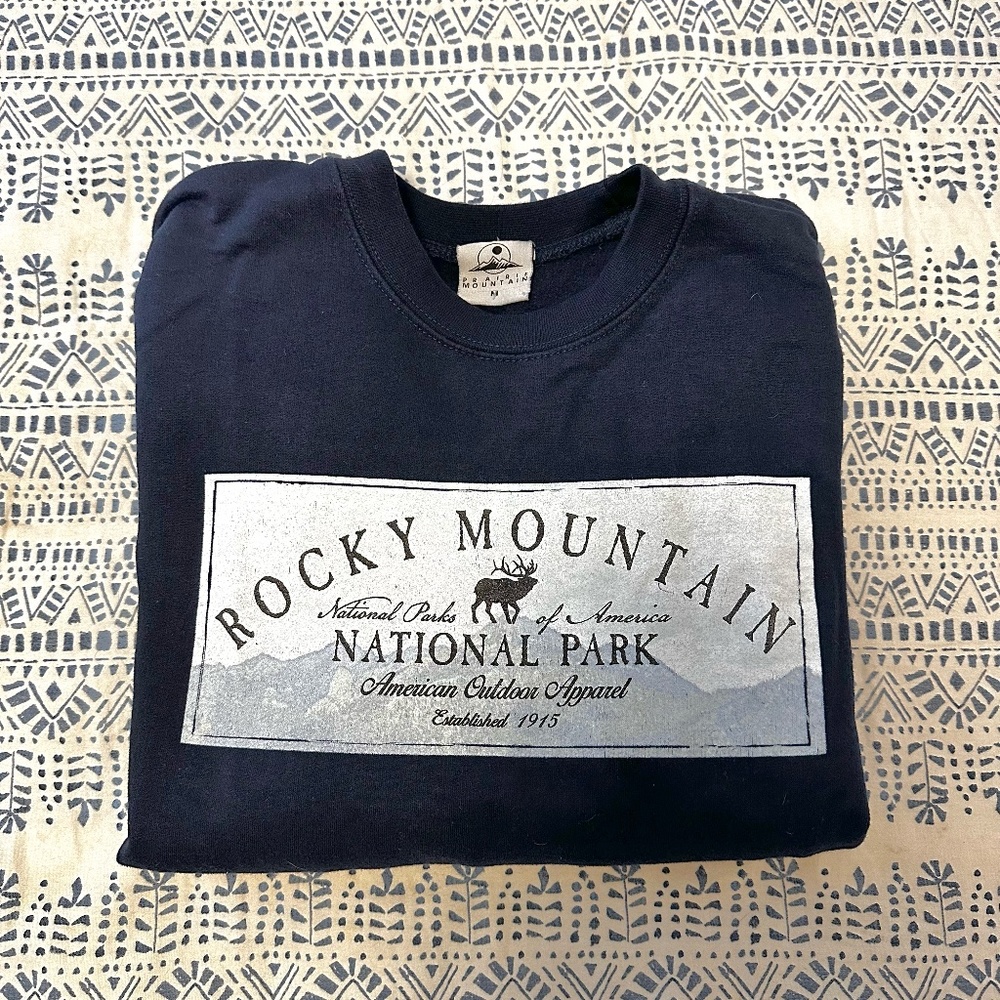 PRAIRIE
MOUNTAIN
M
ROCKY MOUNTAIN
National Parks of America
NATIONAL PARK
American Outdoor Apparel
Established 1915